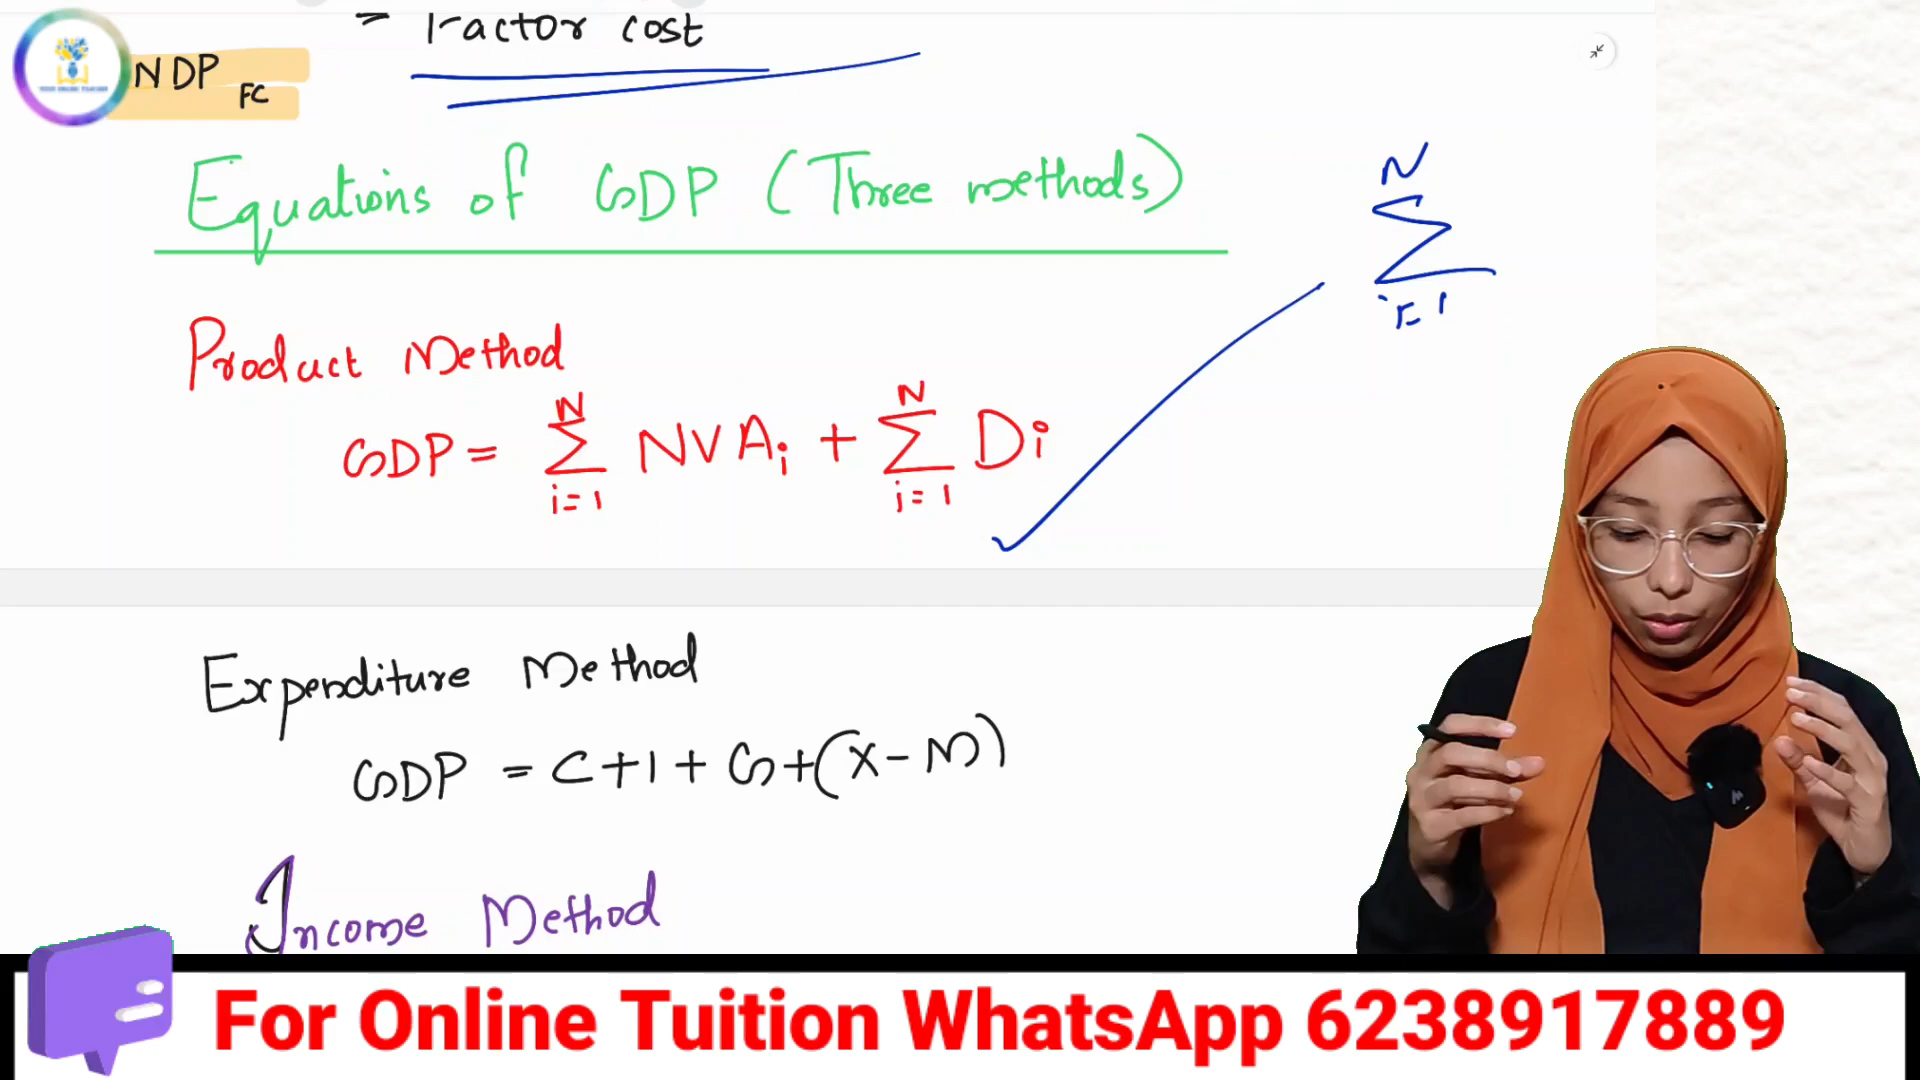 = Factor cost
NDP FC
Equations of GDP (Three methods)
N
∑
i=1
Product Method
GDP = N∑i=1 NVAi + N∑i=1 Di
Expenditure Method
GDP = C+I+G+(X-M)
Income Method
For Online Tuition WhatsApp 6238917889